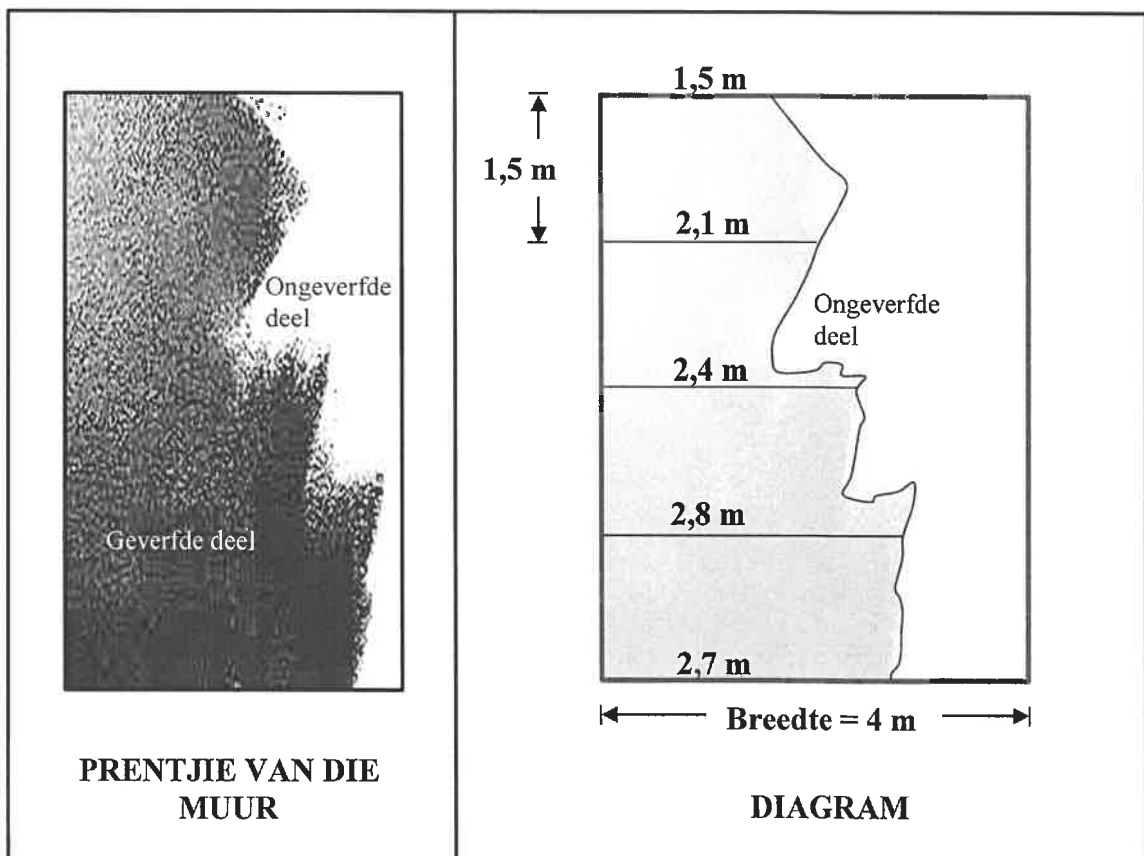 Ongeverfde
deel
Geverfde deel
PRENTJIE VAN DIE
MUUR
1,5 m
1,5 m
2,1 m
Ongeverfde
deel
2,4 m
2,8 m
2,7 m
Breedte = 4 m
DIAGRAM